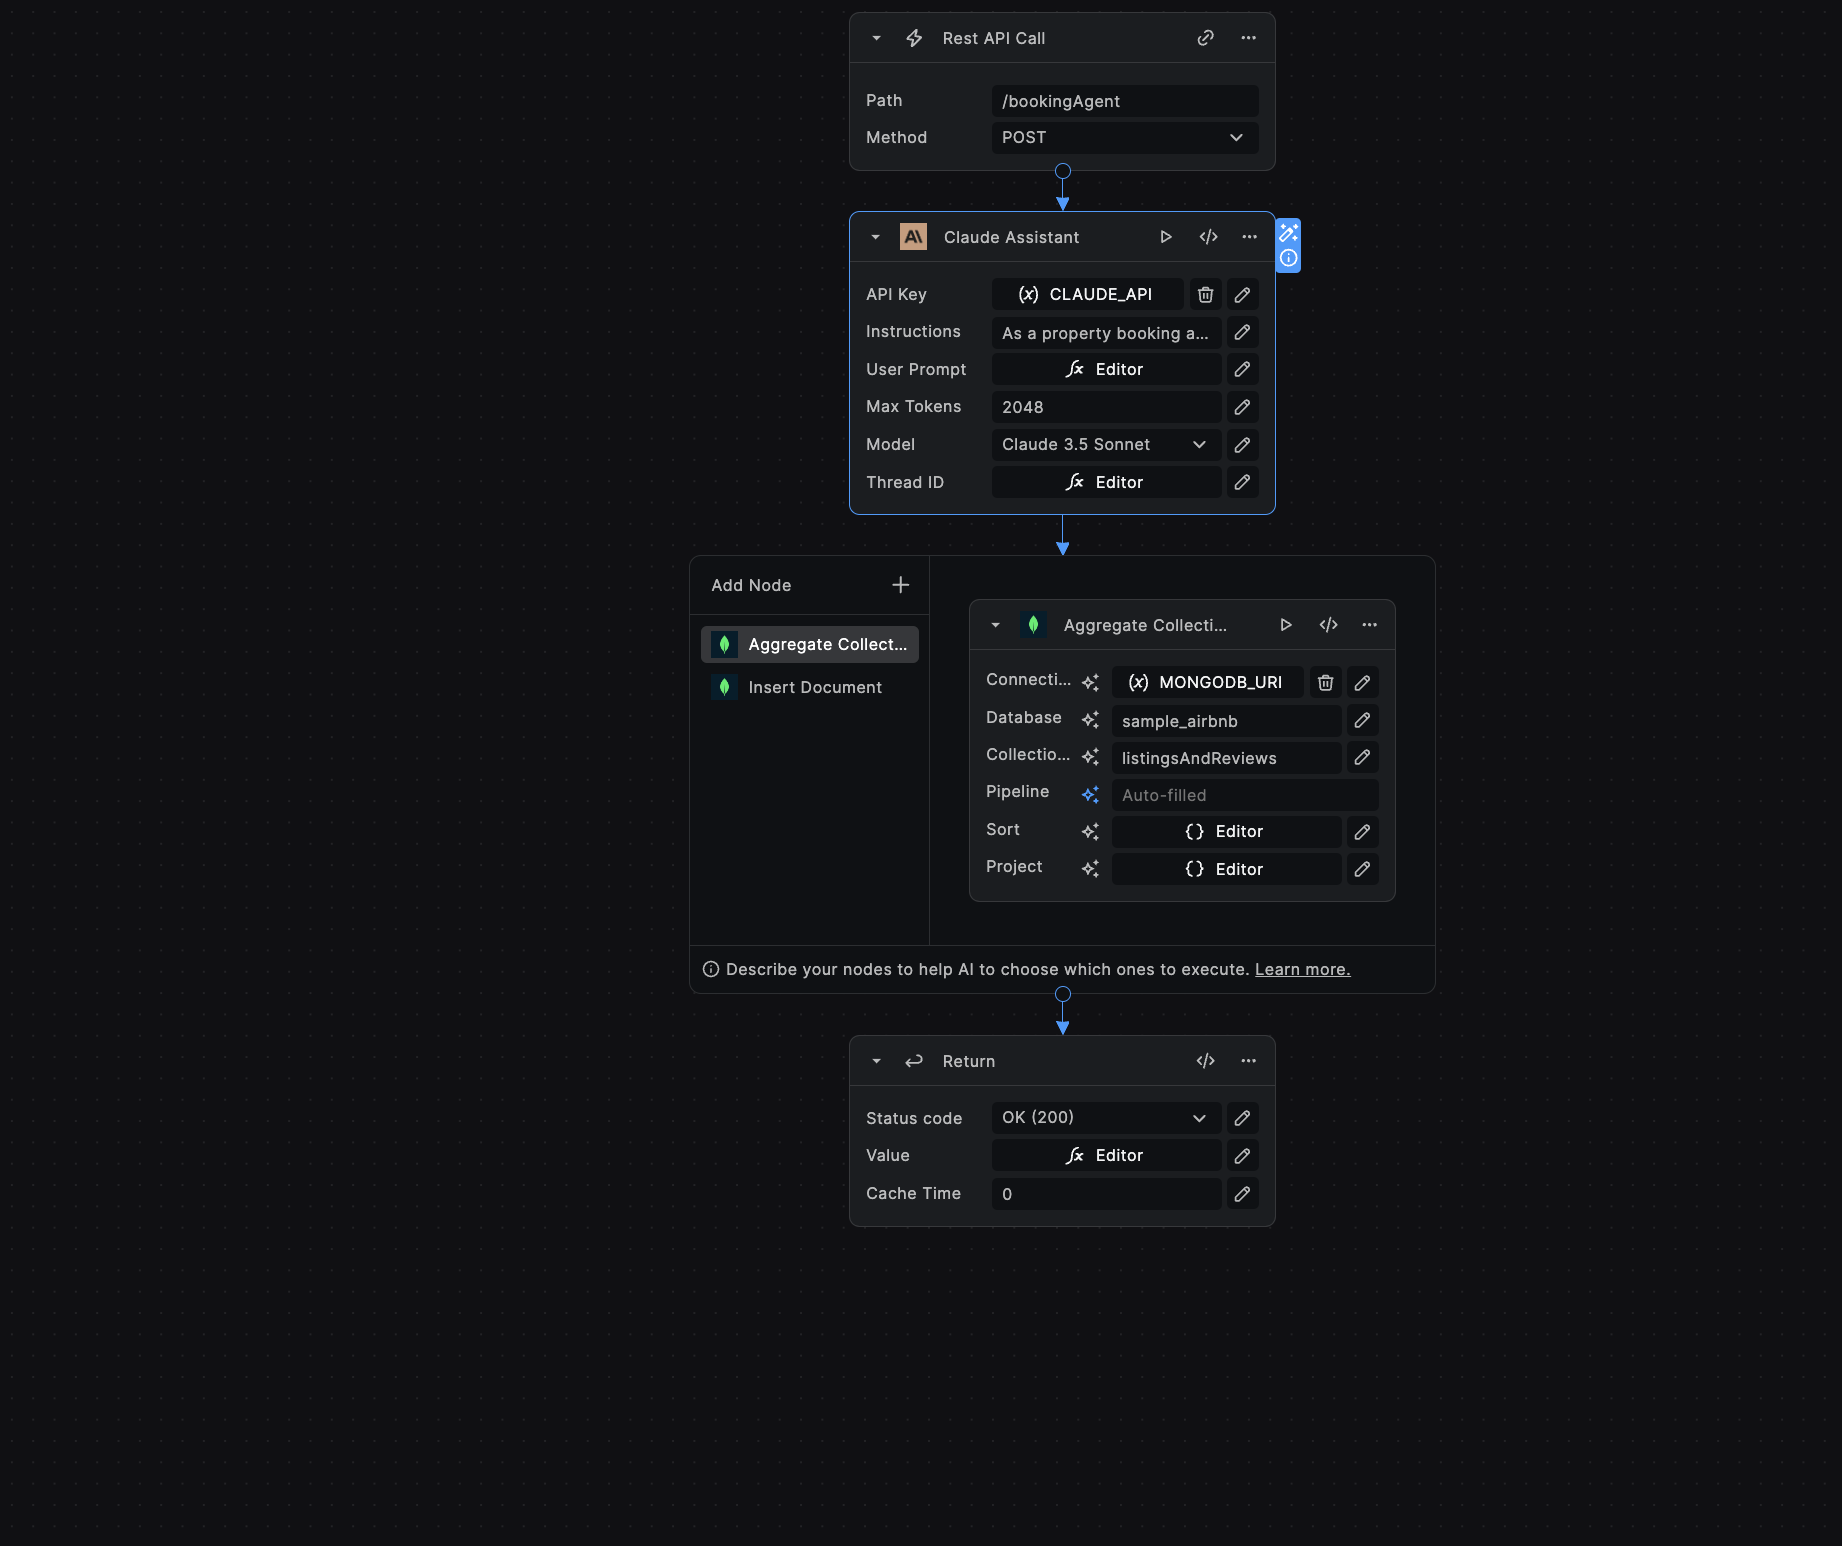 Rest API Call
Path
/bookingAgent
Method
POST
Claude Assistant
API Key
(x) CLAUDE_API
Instructions
As a property booking a...
User Prompt
fx Editor
Max Tokens
2048
Model
Claude 3.5 Sonnet
Thread ID
fx Editor
Add Node
Aggregate Collect...
Insert Document
Aggregate Collecti...
Connecti...
(x) MONGODB_URI
Database
sample_airbnb
Collectio...
listingsAndReviews
Pipeline
Auto-filled
Sort
{} Editor
Project
{} Editor
Describe your nodes to help AI to choose which ones to execute. Learn more.
Return
Status code
OK (200)
Value
fx Editor
Cache Time
0